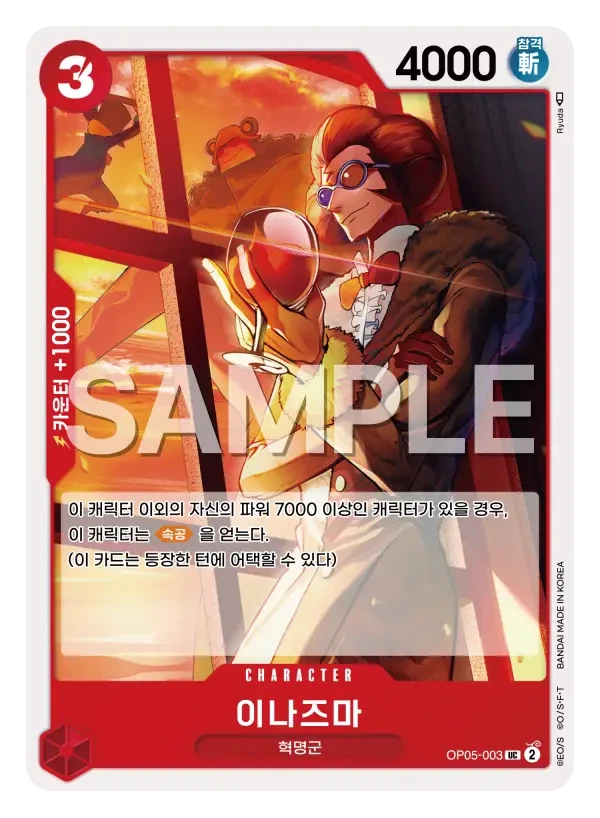 3
4000
참격
斬
Ryuda
카운터 +1000
SAMPLE
이 캐릭터 이외의 자신의 파워 7000 이상인 캐릭터가 있을 경우,
이 캐릭터는 속공 을 얻는다.
(이 카드는 등장한 턴에 어택할 수 있다)
CHARACTER
이나즈마
혁명군
OP05-003 UC 2
©EO/S ©O/S·F·T BANDAI MADE IN KOREA